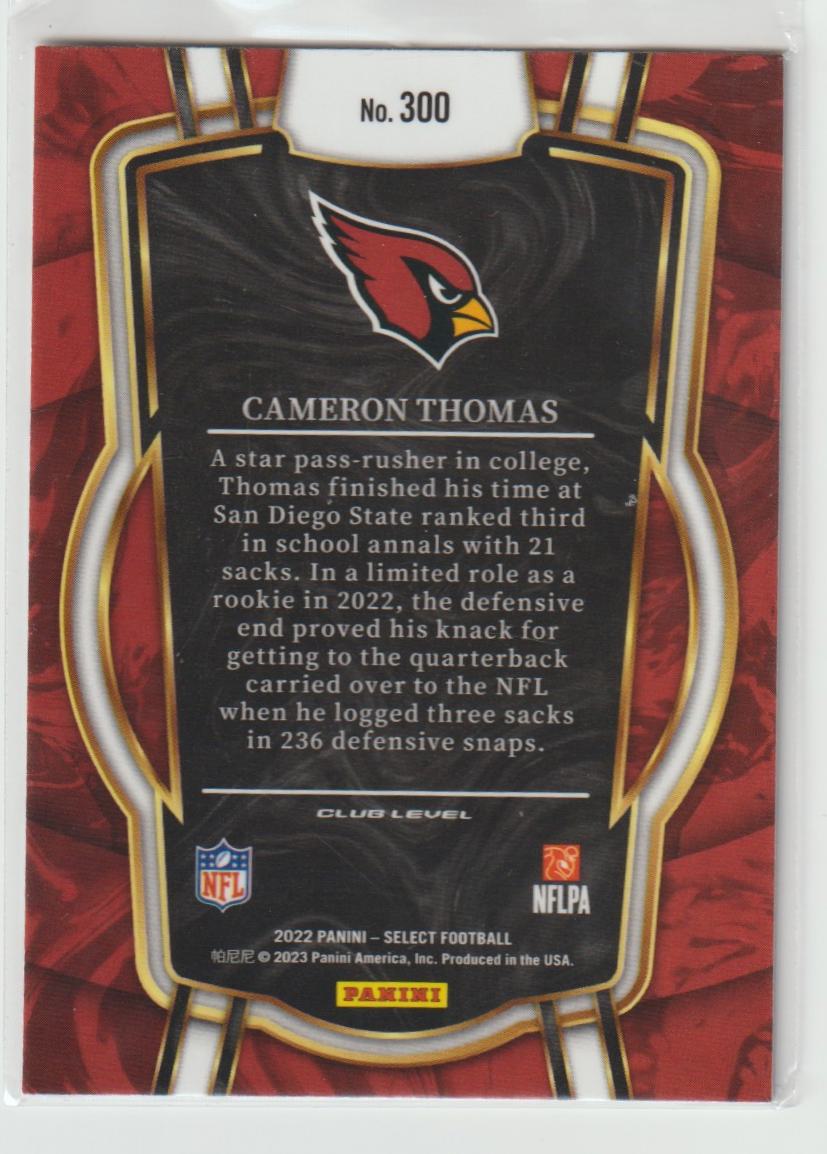 No. 300
CAMERON THOMAS
A star pass-rusher in college,
Thomas finished his time at
San Diego State ranked third
in school annals with 21
sacks. In a limited role as a
rookie in 2022, the defensive
end proved his knack for
getting to the quarterback
carried over to the NFL
when he logged three sacks
in 236 defensive snaps.
CLUB LEVEL
NFL
NFLPA
2022 PANINI – SELECT FOOTBALL
帕尼尼 © 2023 Panini America, Inc. Produced in the USA.
PANINI